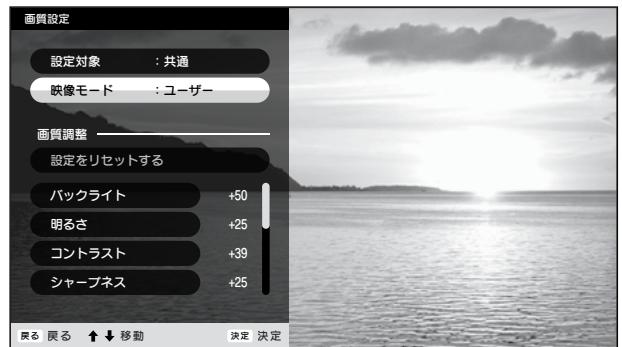 画質設定
設定対象 : 共通
映像モード : ユーザー
画質調整
設定をリセットする
バックライト +50
明るさ +25
コントラスト +39
シャープネス +25
戻る 戻る ↑↓移動 決定 決定